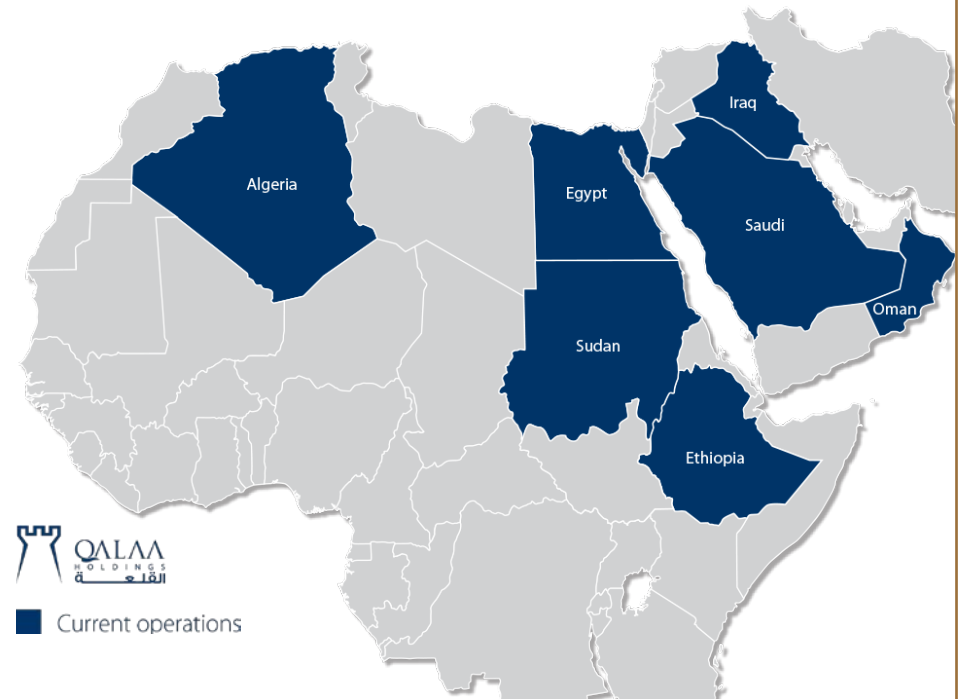 Iraq
Algeria
Egypt
Saudi
Oman
Sudan
Ethiopia
QALAA
HOLDINGS
القلعة
Current operations